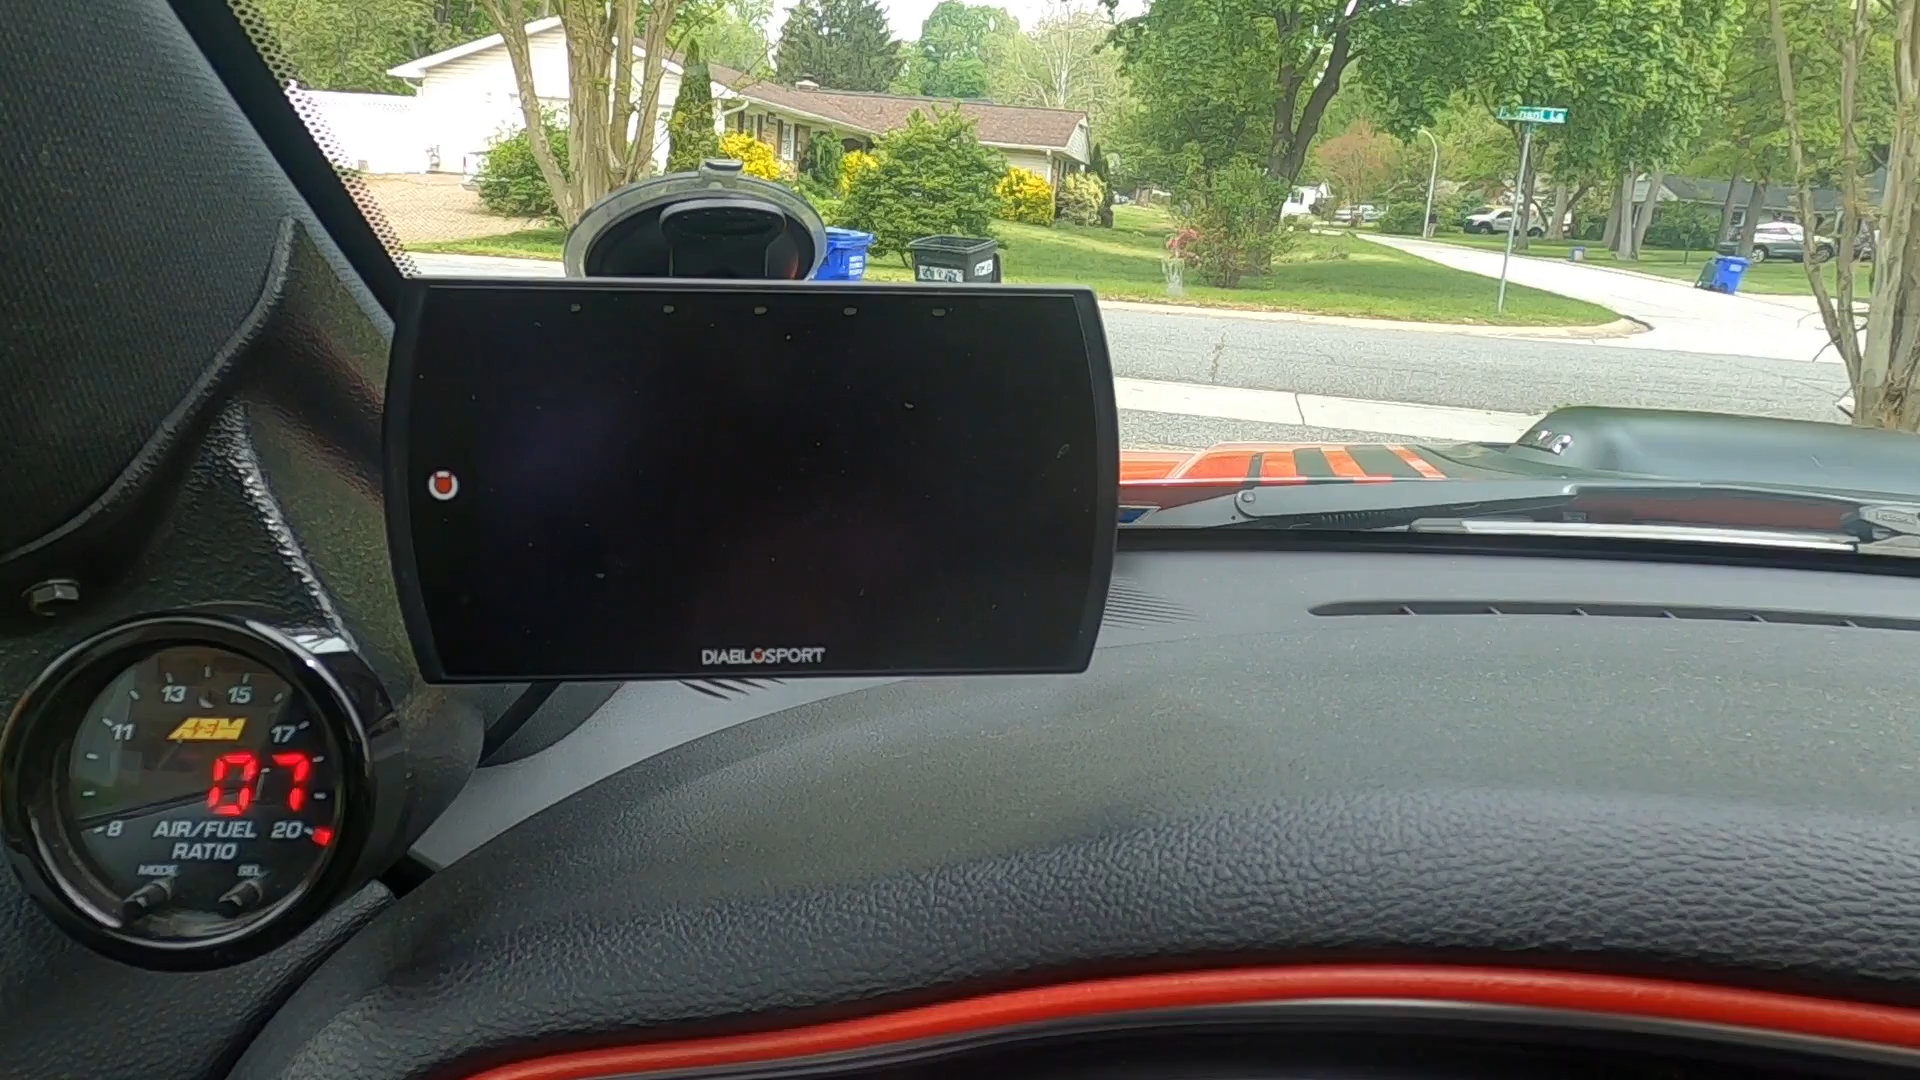 DIABLOSPORT
13 15
11 AEM 17
07
8 AIR/FUEL 20
RATIO
MODE SEL